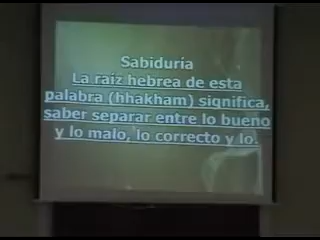 Sabiduría
La raíz hebrea de esta
palabra (hhakham) significa,
saber separar entre lo bueno
y lo malo, lo correcto y lo.